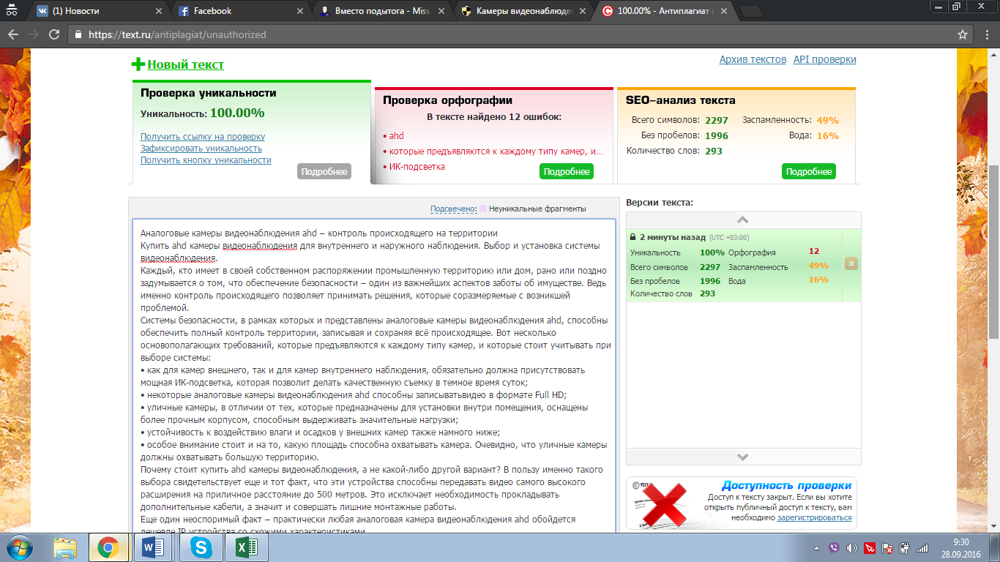 (1) Новости
Facebook
Вместо подытога - Miss
Камеры видеонаблюде
100.00% - Антиплагиат
https://text.ru/antiplagiat/unauthorized
Новый текст
Архив текстов API проверки
Проверка уникальности
Уникальность: 100.00%
Получить ссылку на проверку
Зафиксировать уникальность
Получить кнопку уникальности
Подробнее
Проверка орфографии
В тексте найдено 12 ошибок:
• ahd
• которые предъявляются к каждому типу камер, и...
• ИК-подсветка
Подробнее
SEO-анализ текста
Всего символов: 2297 Заспамленность: 49%
Без пробелов: 1996 Вода: 16%
Количество слов: 293
Подробнее
Подсвечено: Неуникальные фрагменты
Аналоговые камеры видеонаблюдения ahd – контроль происходящего на территории
Купить ahd камеры видеонаблюдения для внутреннего и наружного наблюдения. Выбор и установка системы
видеонаблюдения.
Каждый, кто имеет в своей собственном распоряжении промышленную территорию или дом, рано или поздно
задумывается о том, что обеспечение безопасности – один из важнейших аспектов заботы об имуществе. Ведь
именно контроль происходящего позволяет принимать решения, которые соразмеряемые с возникшей
проблемой.
Системы безопасности, в рамках которых и представлены аналоговые камеры видеонаблюдения ahd, способны
обеспечить полный контроль территории, записывая и сохраняя всё происходящее. Вот несколько
основополагающих требований, которые предъявляются к каждому типу камер, и которые стоит учитывать при
выборе системы:
• как для камер внешнего, так и для камер внутреннего наблюдения, обязательно должна присутствовать
мощная ИК-подсветка, которая позволит делать качественную съемку в темное время суток;
• некоторые аналоговые камеры видеонаблюдения ahd способны записыватьвидео в формате Full HD;
• уличные камеры, в отличии от тех, которые предназначены для установки внутри помещения, оснащены
более прочным корпусом, способным выдерживать значительные нагрузки;
• устойчивость к воздействию влаги и осадков у внешних камер также намного ниже;
• особое внимание стоит и на то, какую площадь способна охватывать камера. Очевидно, что уличные камеры
должны охватывать большую территорию.
Почему стоит купить ahd камеры видеонаблюдения, а не какой-либо другой вариант? В пользу именно такого
выбора свидетельствует еще и тот факт, что эти устройства способны передавать видео самого высокого
расширения на приличное расстояние до 500 метров. Это исключает необходимость прокладывать
дополнительные кабели, а значит и совершать лишние монтажные работы.
Еще один неоспоримый факт – практически любая аналоговая камера видеонаблюдения ahd обойдется
дешевле IP устройства со схожими характеристиками
Версии текста:
2 минуты назад (UTC +03:00)
Уникальность 100% Орфография 12
Всего символов 2297 Заспамленность 49%
Без пробелов 1996 Вода 16%
Количество слов 293
Доступность проверки
Доступ к тексту закрыт. Если вы хотите
открыть публичный доступ к тексту, вам
необходимо зарегистрироваться
9:30
28.09.2016